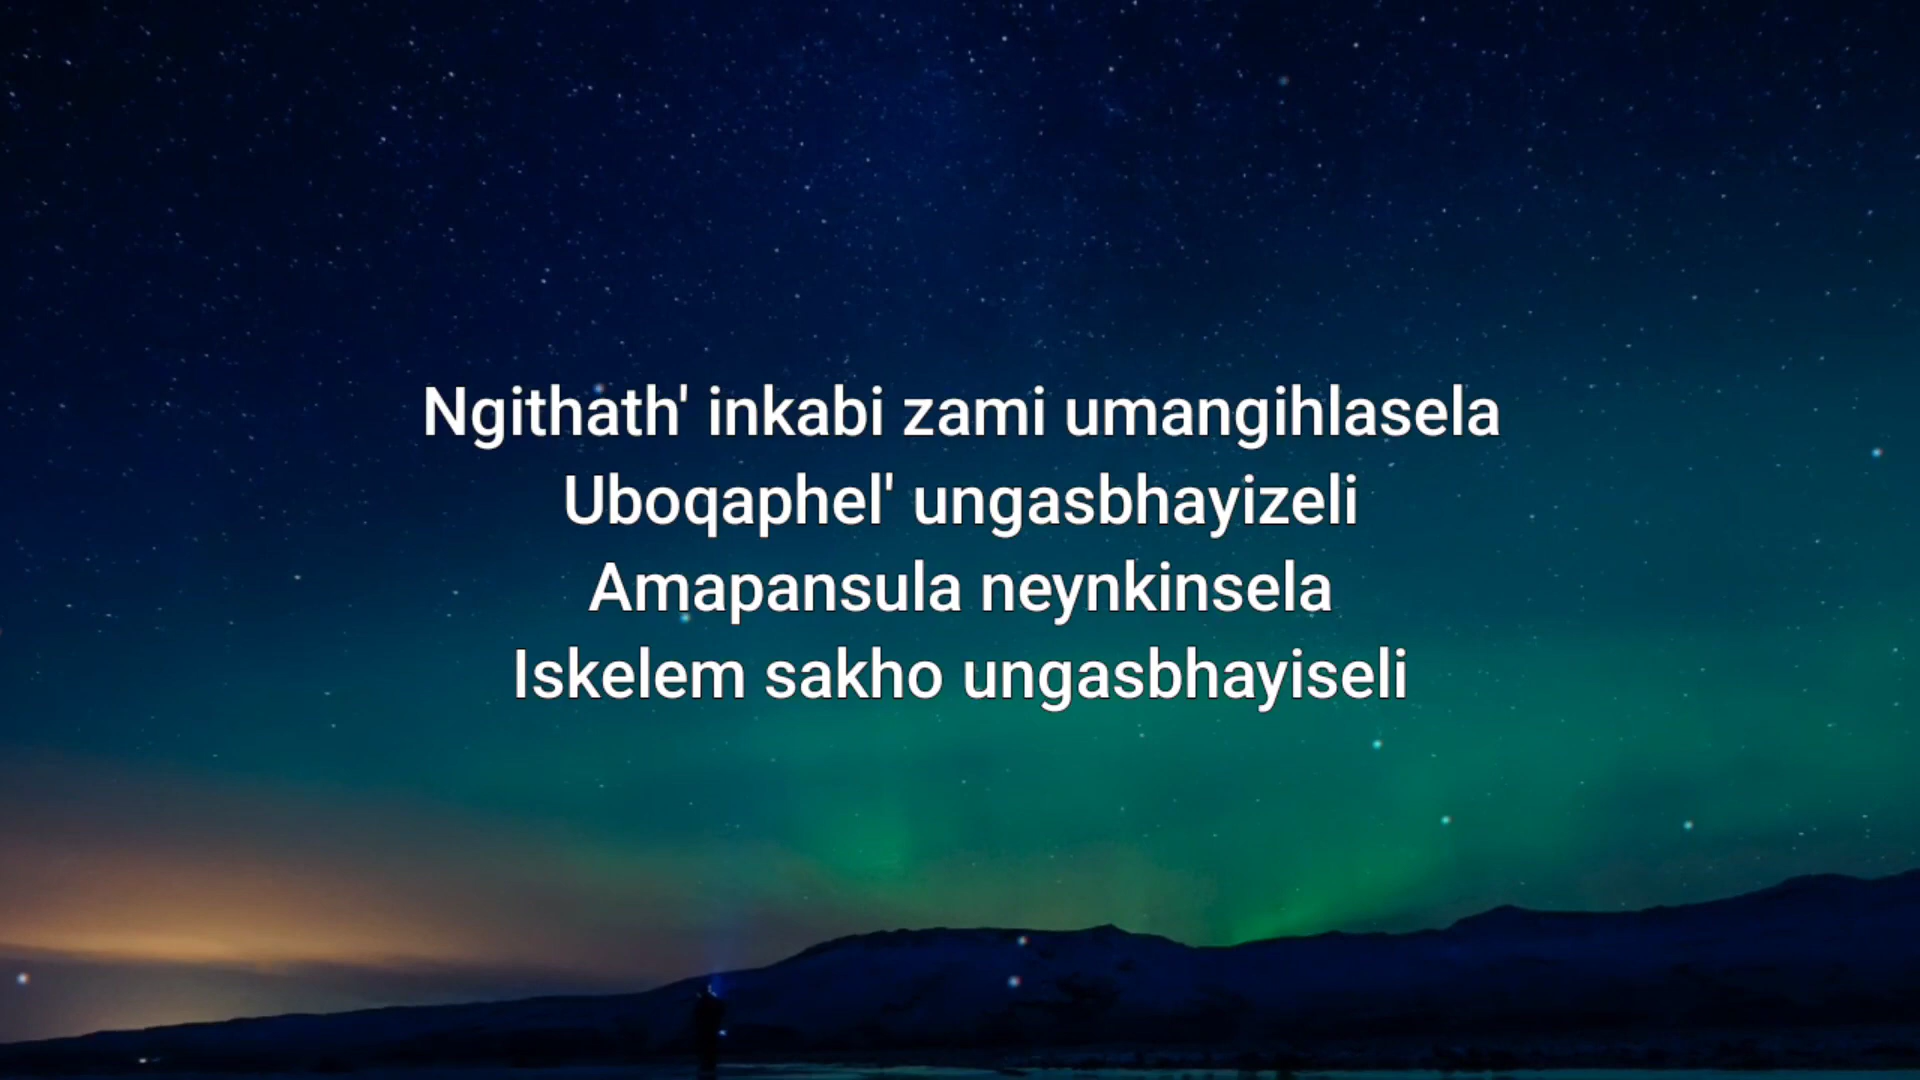 Ngithath' inkabi zami umangihlasela
Uboqaphel' ungasbhayizeli
Amapansula neynkinsela
Iskelem sakho ungasbhayiseli